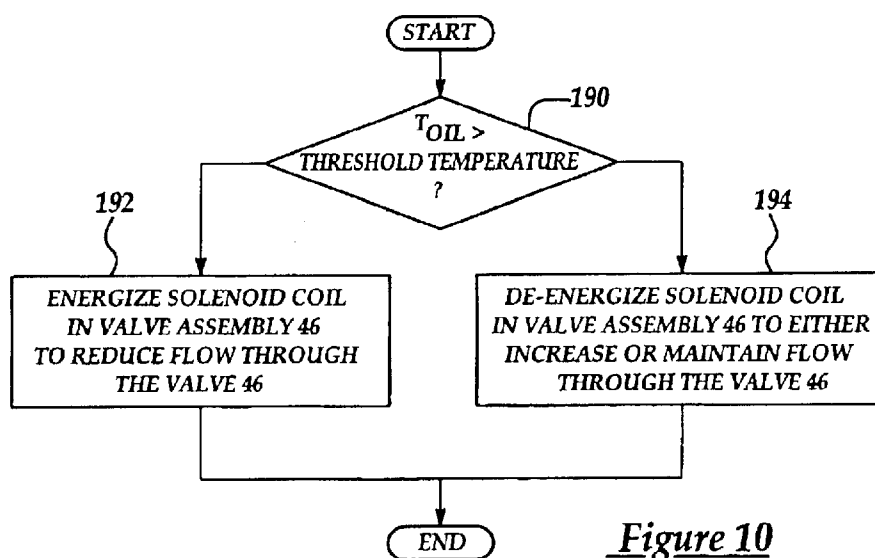 START
190
TOIL >
THRESHOLD TEMPERATURE
?
192
194
ENERGIZE SOLENOID COIL
IN VALVE ASSEMBLY 46
TO REDUCE FLOW THROUGH
THE VALVE 46
DE-ENERGIZE SOLENOID COIL
IN VALVE ASSEMBLY 46 TO EITHER
INCREASE OR MAINTAIN FLOW
THROUGH THE VALVE 46
END
Figure 10